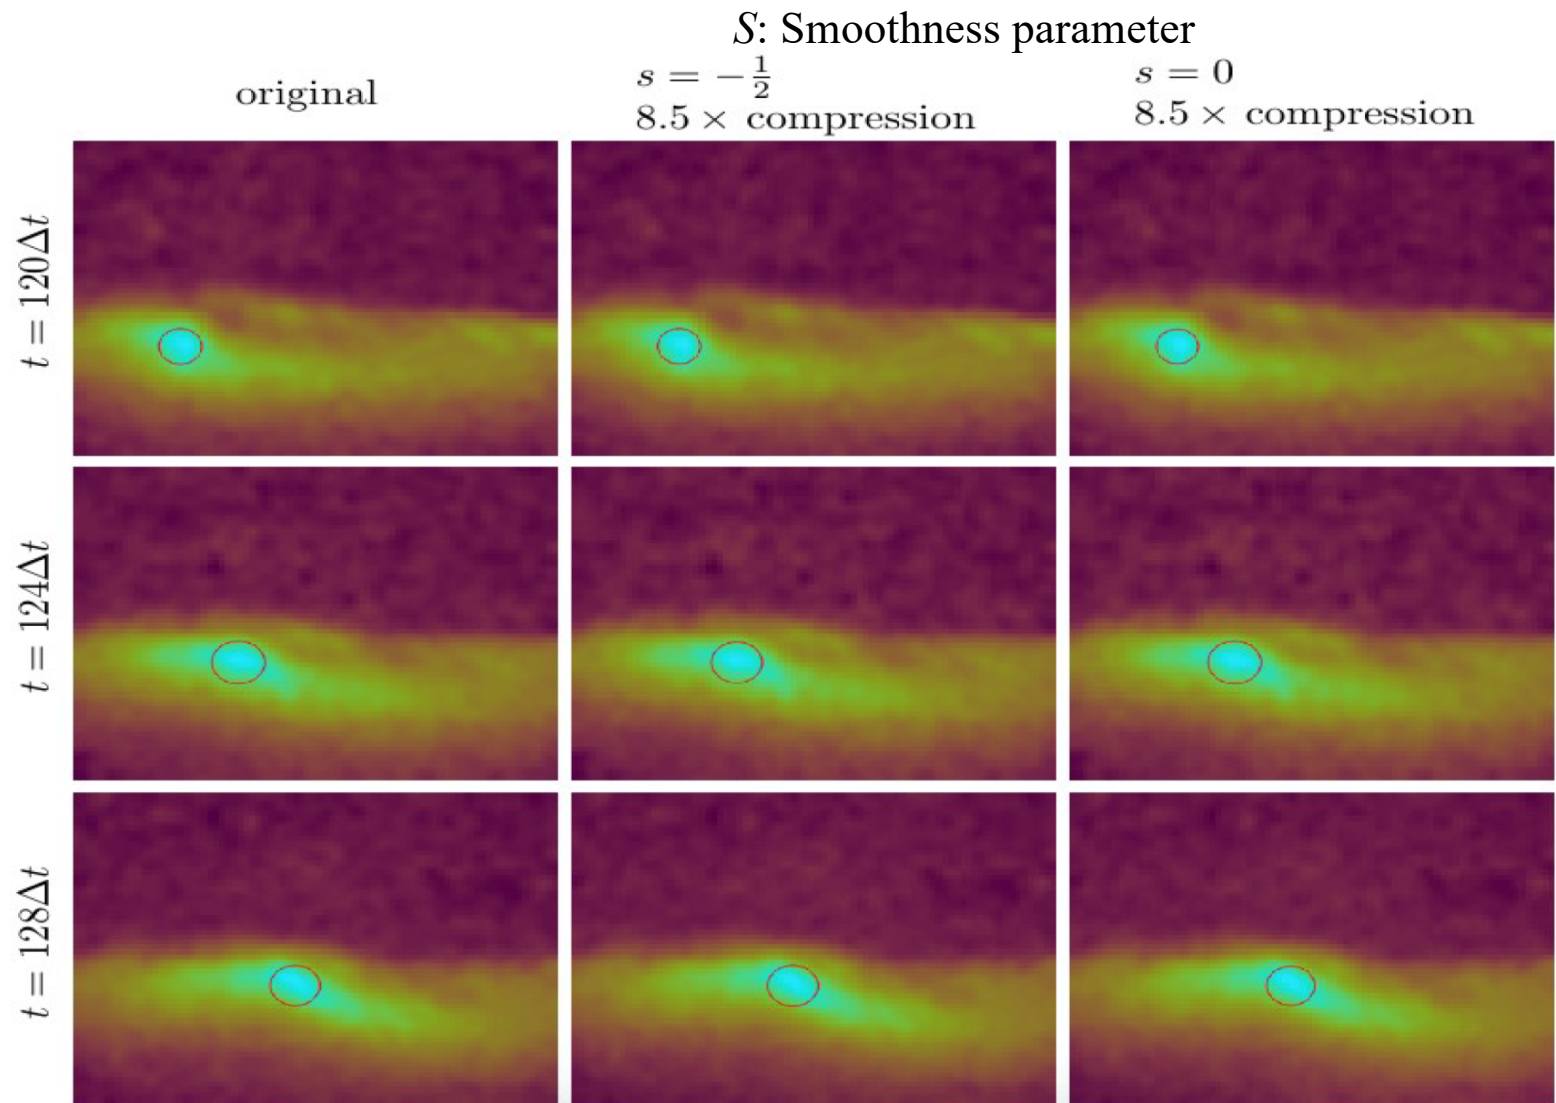 S: Smoothness parameter
original
s = −1/2
8.5 × compression
s = 0
8.5 × compression
t = 120Δt
t = 124Δt
t = 128Δt